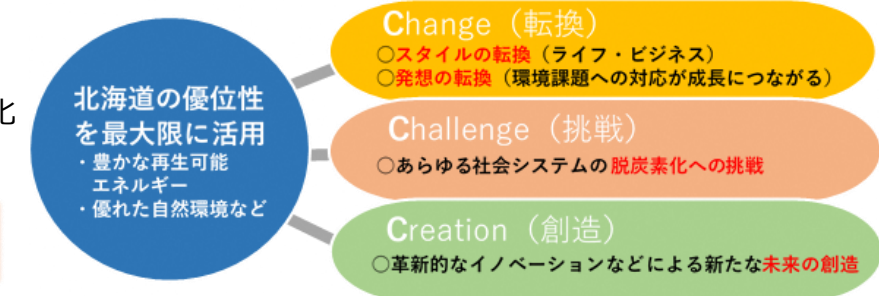 化
北海道の優位性
を最大限に活用
・豊かな再生可能
エネルギー
・優れた自然環境など
Change（転換）
○スタイルの転換（ライフ・ビジネス）
○発想の転換（環境課題への対応が成長につながる）
Challenge（挑戦）
○あらゆる社会システムの脱炭素化への挑戦
Creation（創造）
○革新的なイノベーションなどによる新たな未来の創造